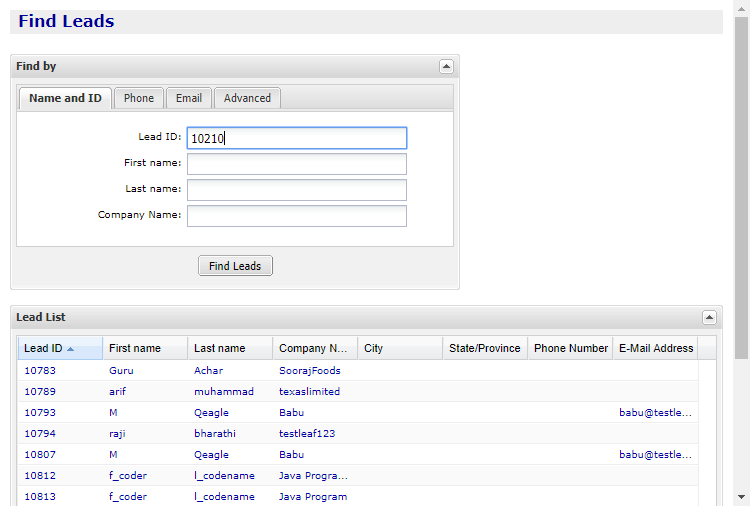 Find Leads
Find by
Name and ID Phone Email Advanced
Lead ID: 10210
First name:
Last name:
Company Name:
Find Leads
Lead List
Lead ID First name Last name Company N... City State/Province Phone Number E-Mail Address
10783 Guru Achar SoorajFoods
10789 arif muhammad texaslimited
10793 M Qeagle Babu babu@testle...
10794 raji bharathi testleaf123
10807 M Qeagle Babu babu@testle...
10812 f_coder l_codename Java Progra...
10813 f_coder l_codename Java Program